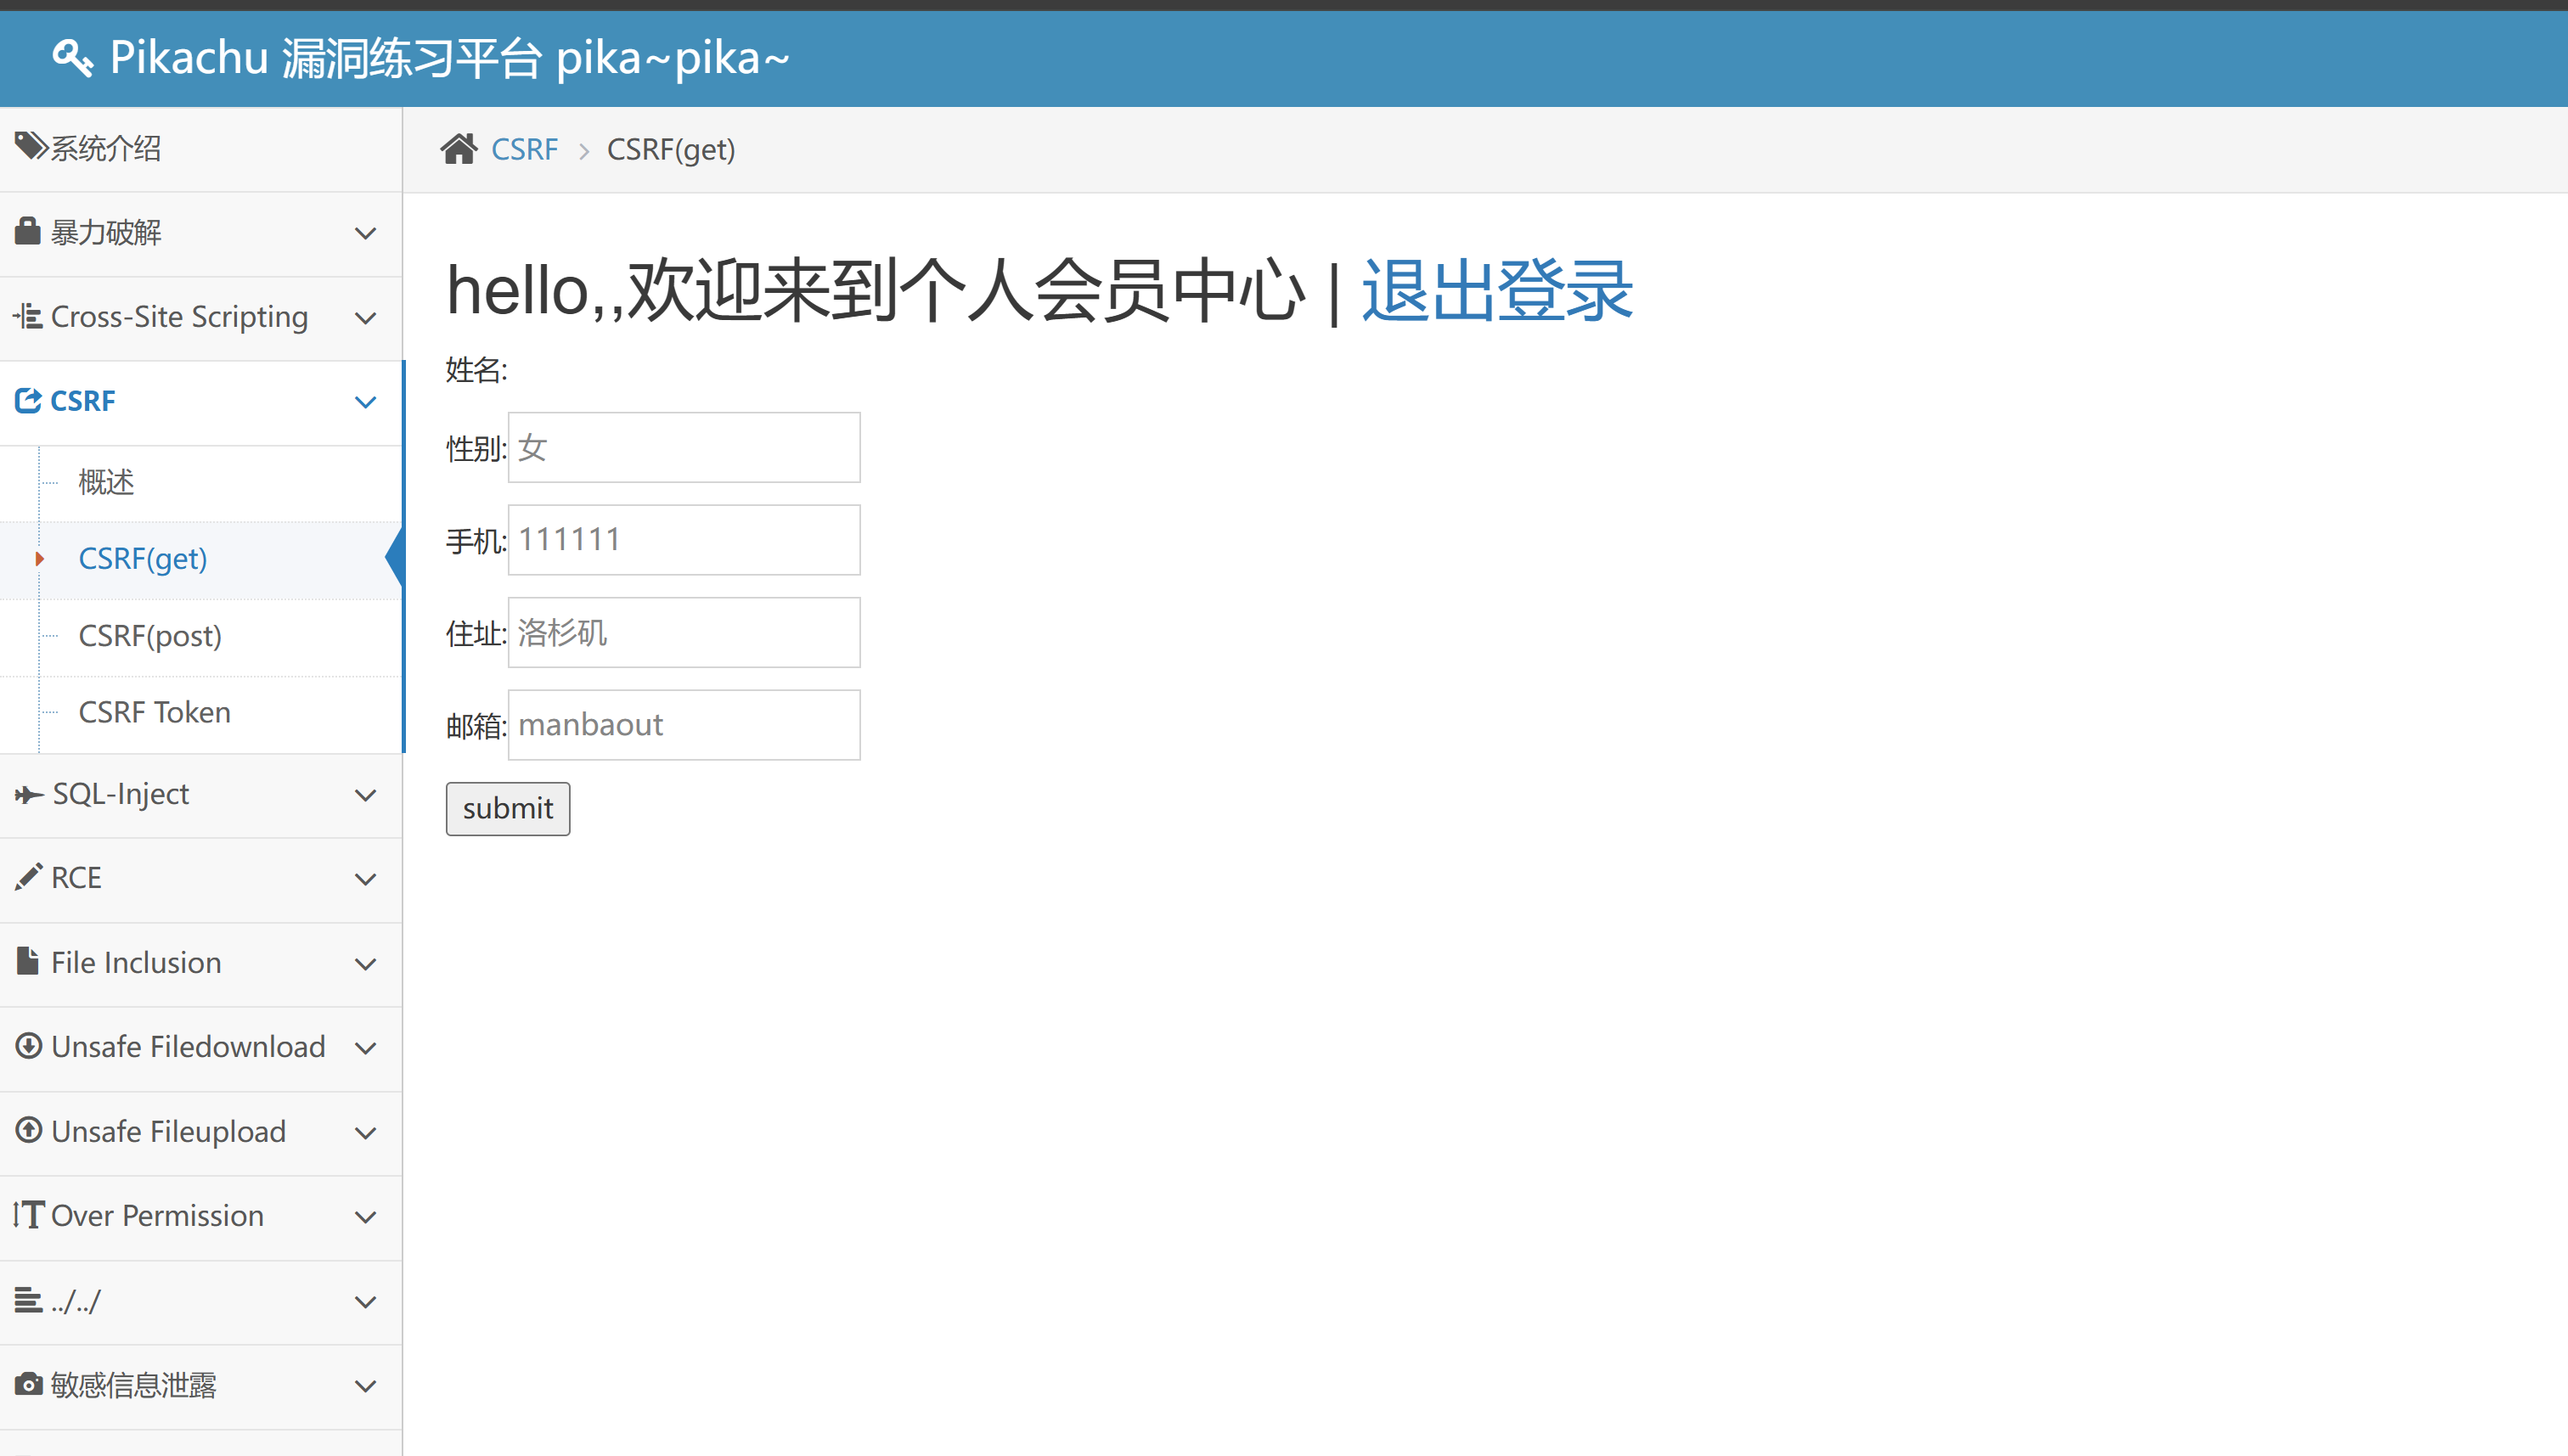 Pikachu 漏洞练习平台 pika~pika~
系统介绍
暴力破解
Cross-Site Scripting
CSRF
概述
CSRF(get)
CSRF(post)
CSRF Token
SQL-Inject
RCE
File Inclusion
Unsafe Filedownload
Unsafe Fileupload
Over Permission
../../
敏感信息泄露
CSRF > CSRF(get)
hello,,欢迎来到个人会员中心 | 退出登录
姓名:
性别: 女
手机: 111111
住址: 洛杉矶
邮箱: manbaout
submit